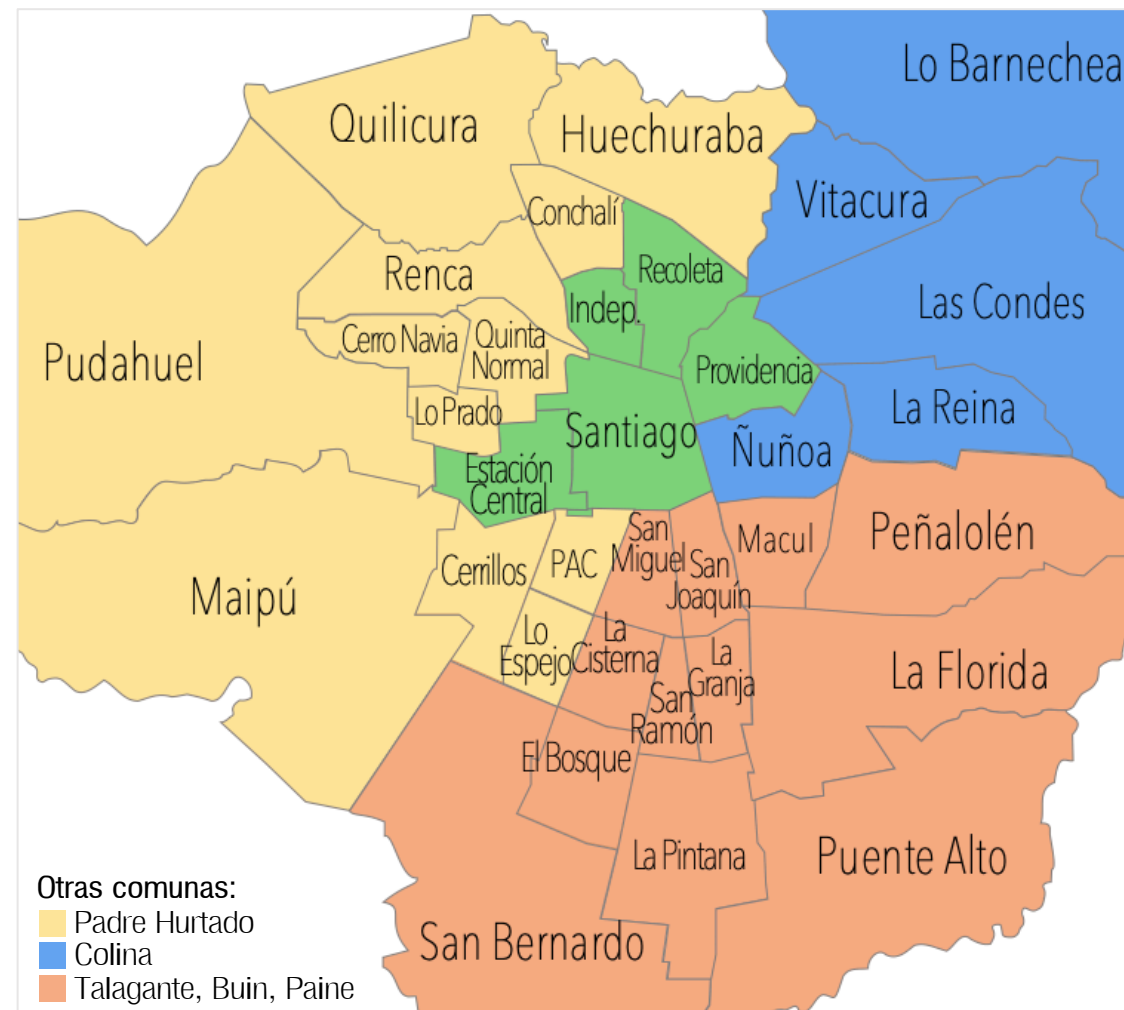 Lo Barnechea
Quilicura
Huechuraba
Vitacura
Conchalí
Recoleta
Renca
Indep.
Las Condes
Cerro Navia
Quinta
Normal
Pudahuel
Providencia
Lo Prado
La Reina
Santiago
Ñuñoa
Estación
Central
San
Miguel
Macul
Peñalolén
Cerrillos
PAC
San
Joaquín
Maipú
Lo
Espejo
La
Cisterna
La
Granja
La Florida
San
Ramón
El Bosque
La Pintana
Puente Alto
San Bernardo
Otras comunas:
Padre Hurtado
Colina
Talagante, Buin, Paine